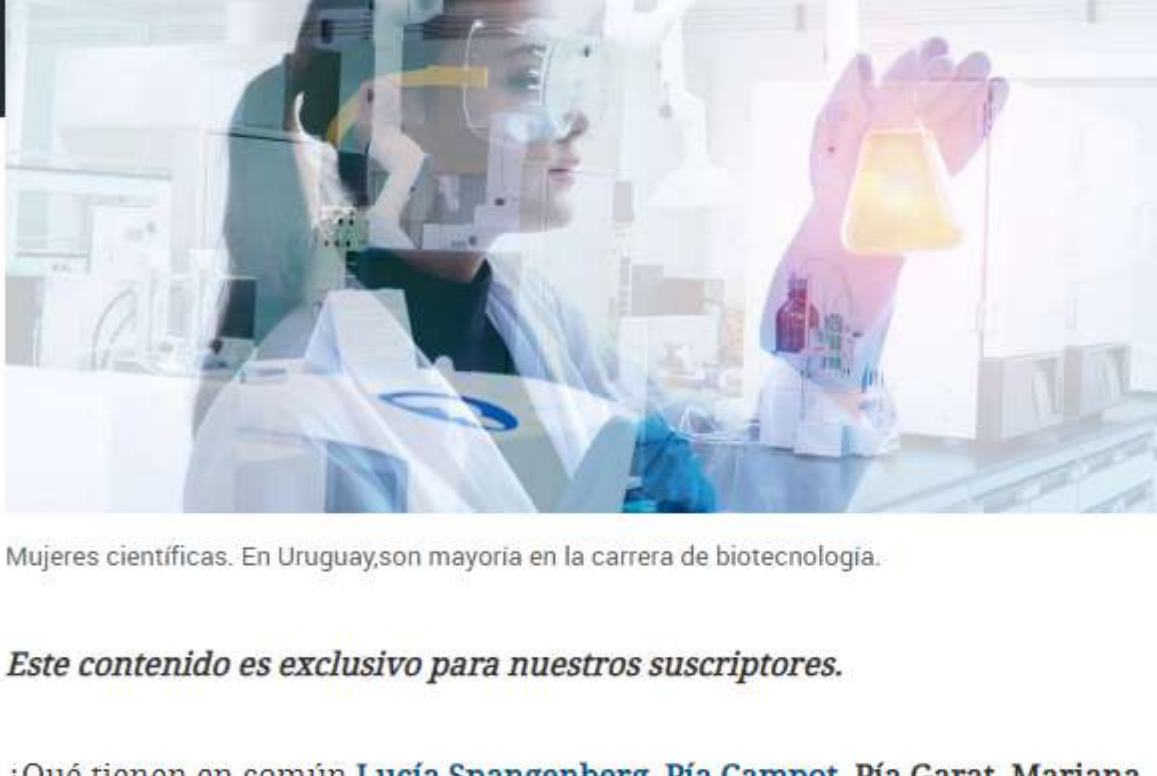 Mujeres científicas. En Uruguay,son mayoría en la carrera de biotecnología.
Este contenido es exclusivo para nuestros suscriptores.
¿Qué tienen en común Lucía Spangenberg, Pía Campot, Pía Garat, Mariana